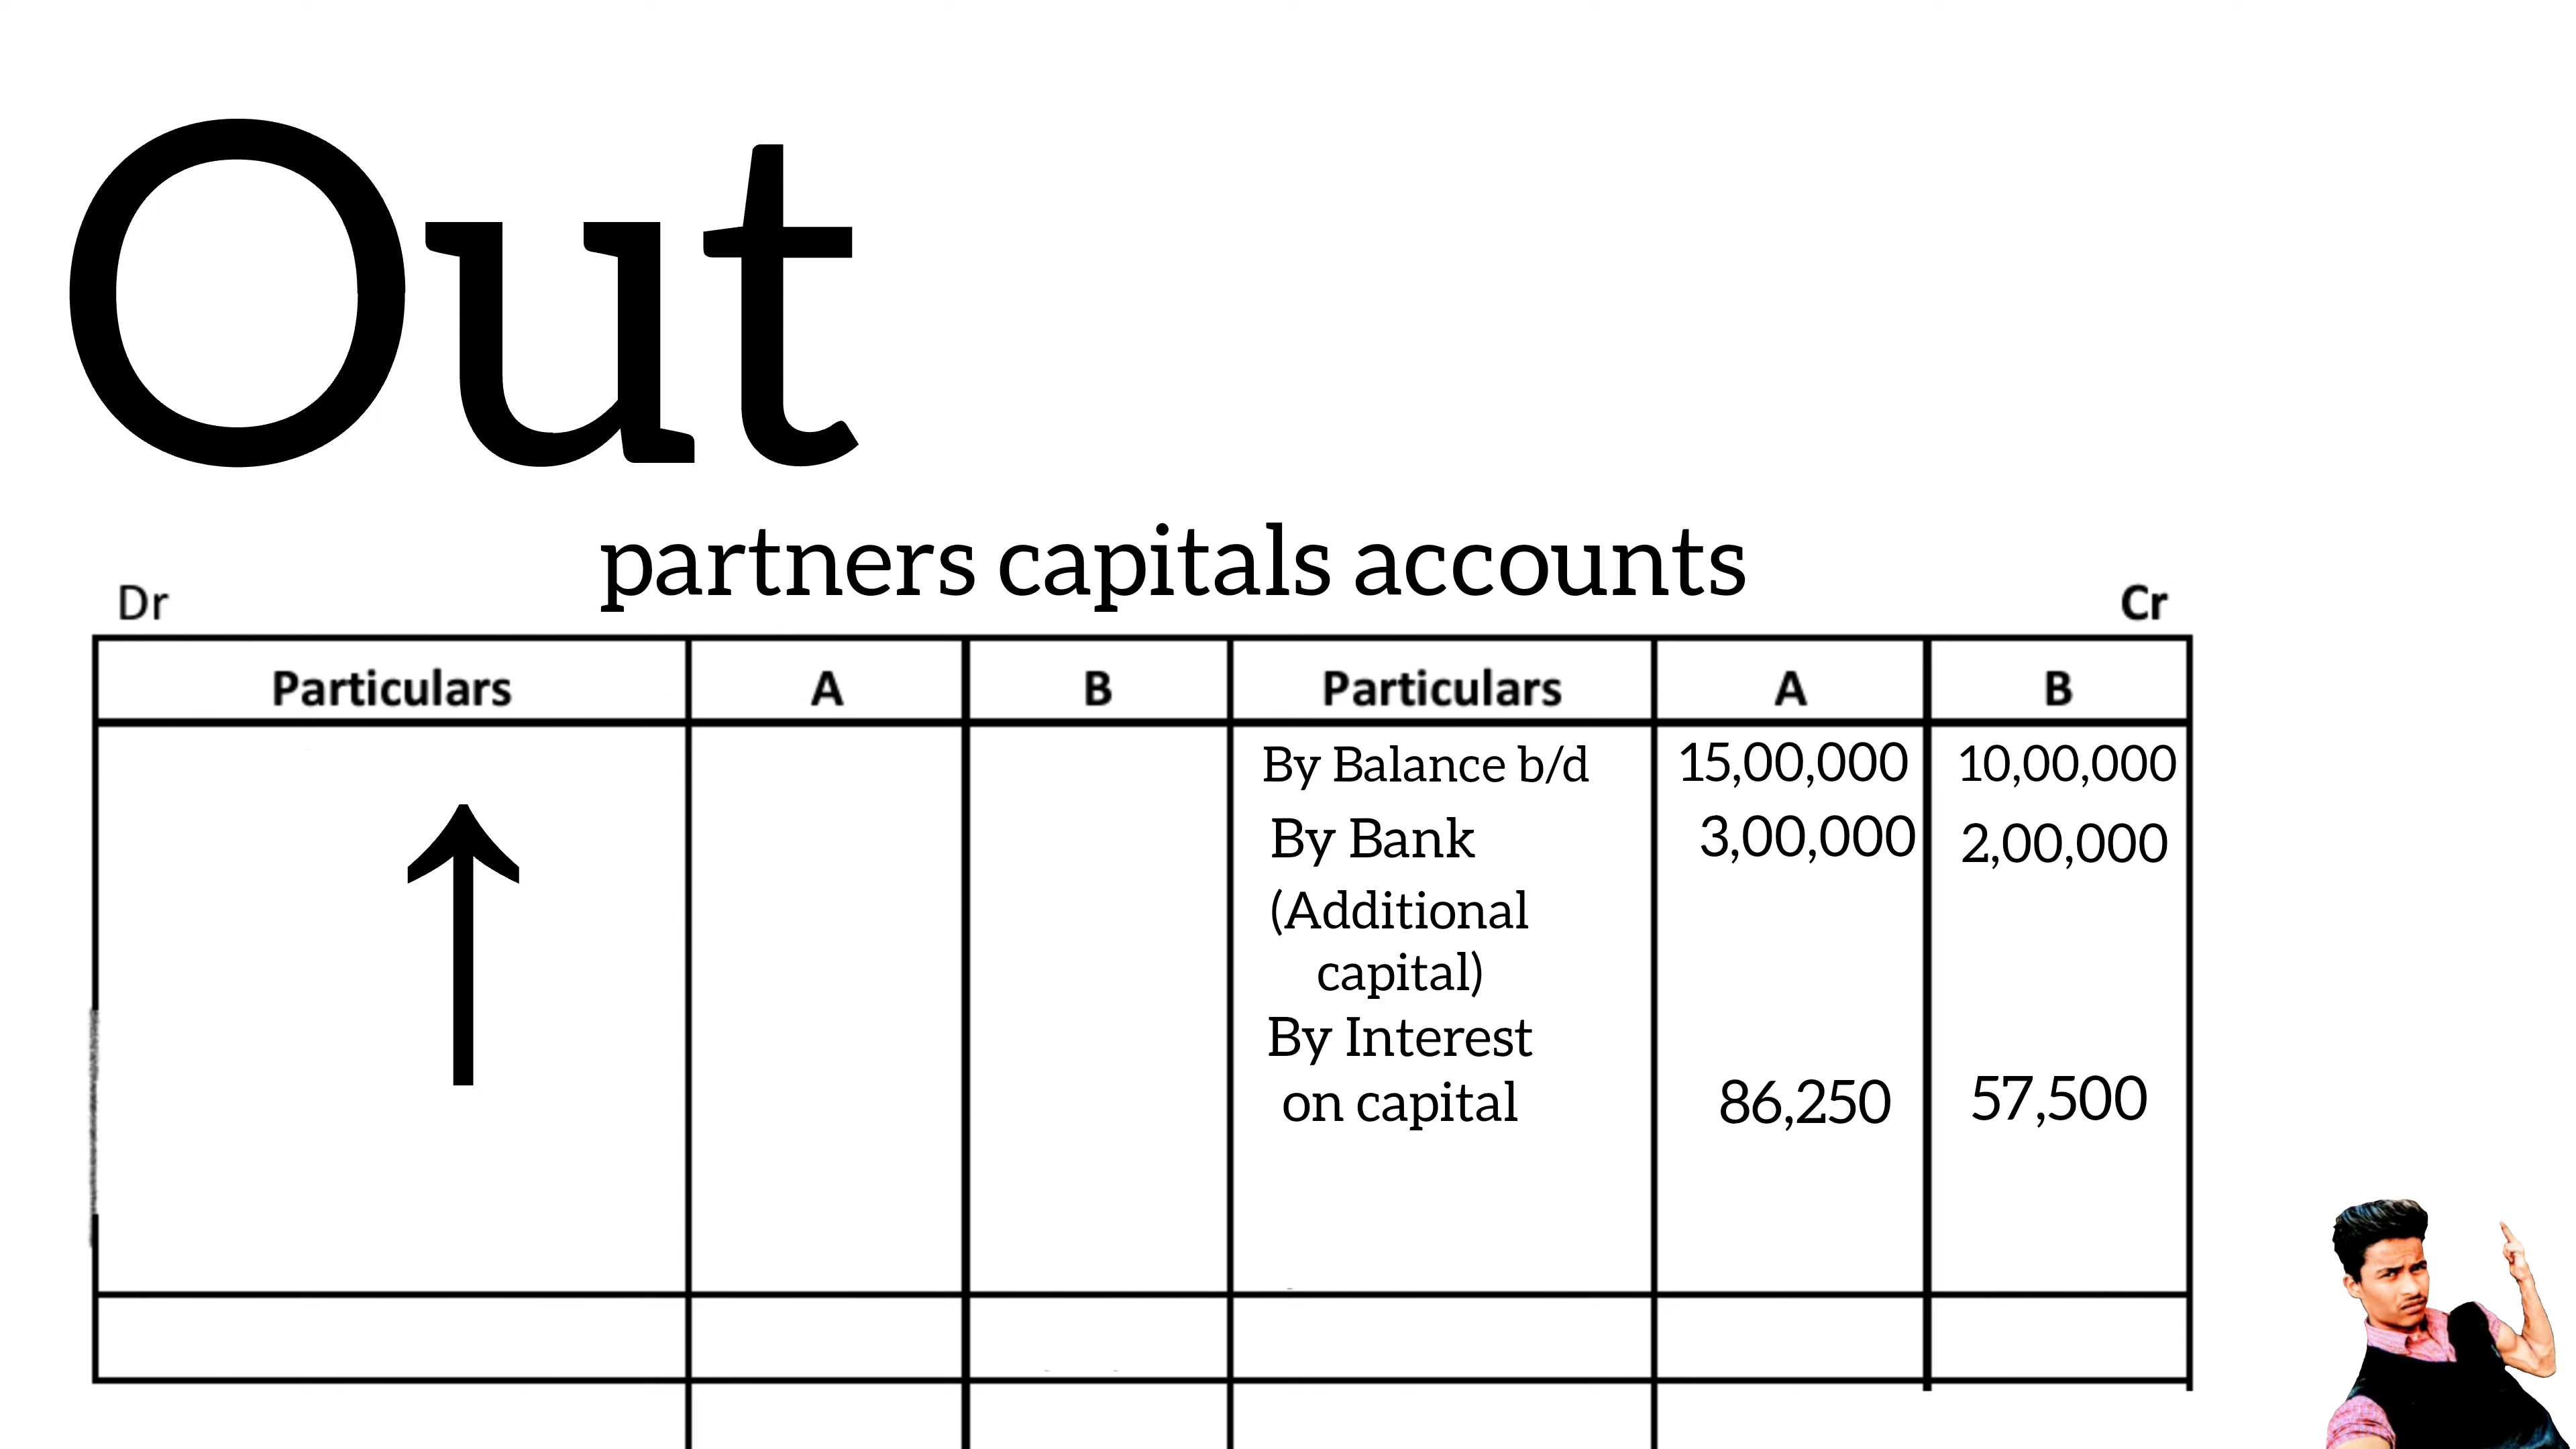 Out
partners capitals accounts
Dr
Cr
Particulars A B Particulars A B
By Balance b/d 15,00,000 10,00,000
By Bank 3,00,000 2,00,000
(Additional
capital)
By Interest
on capital 86,250 57,500